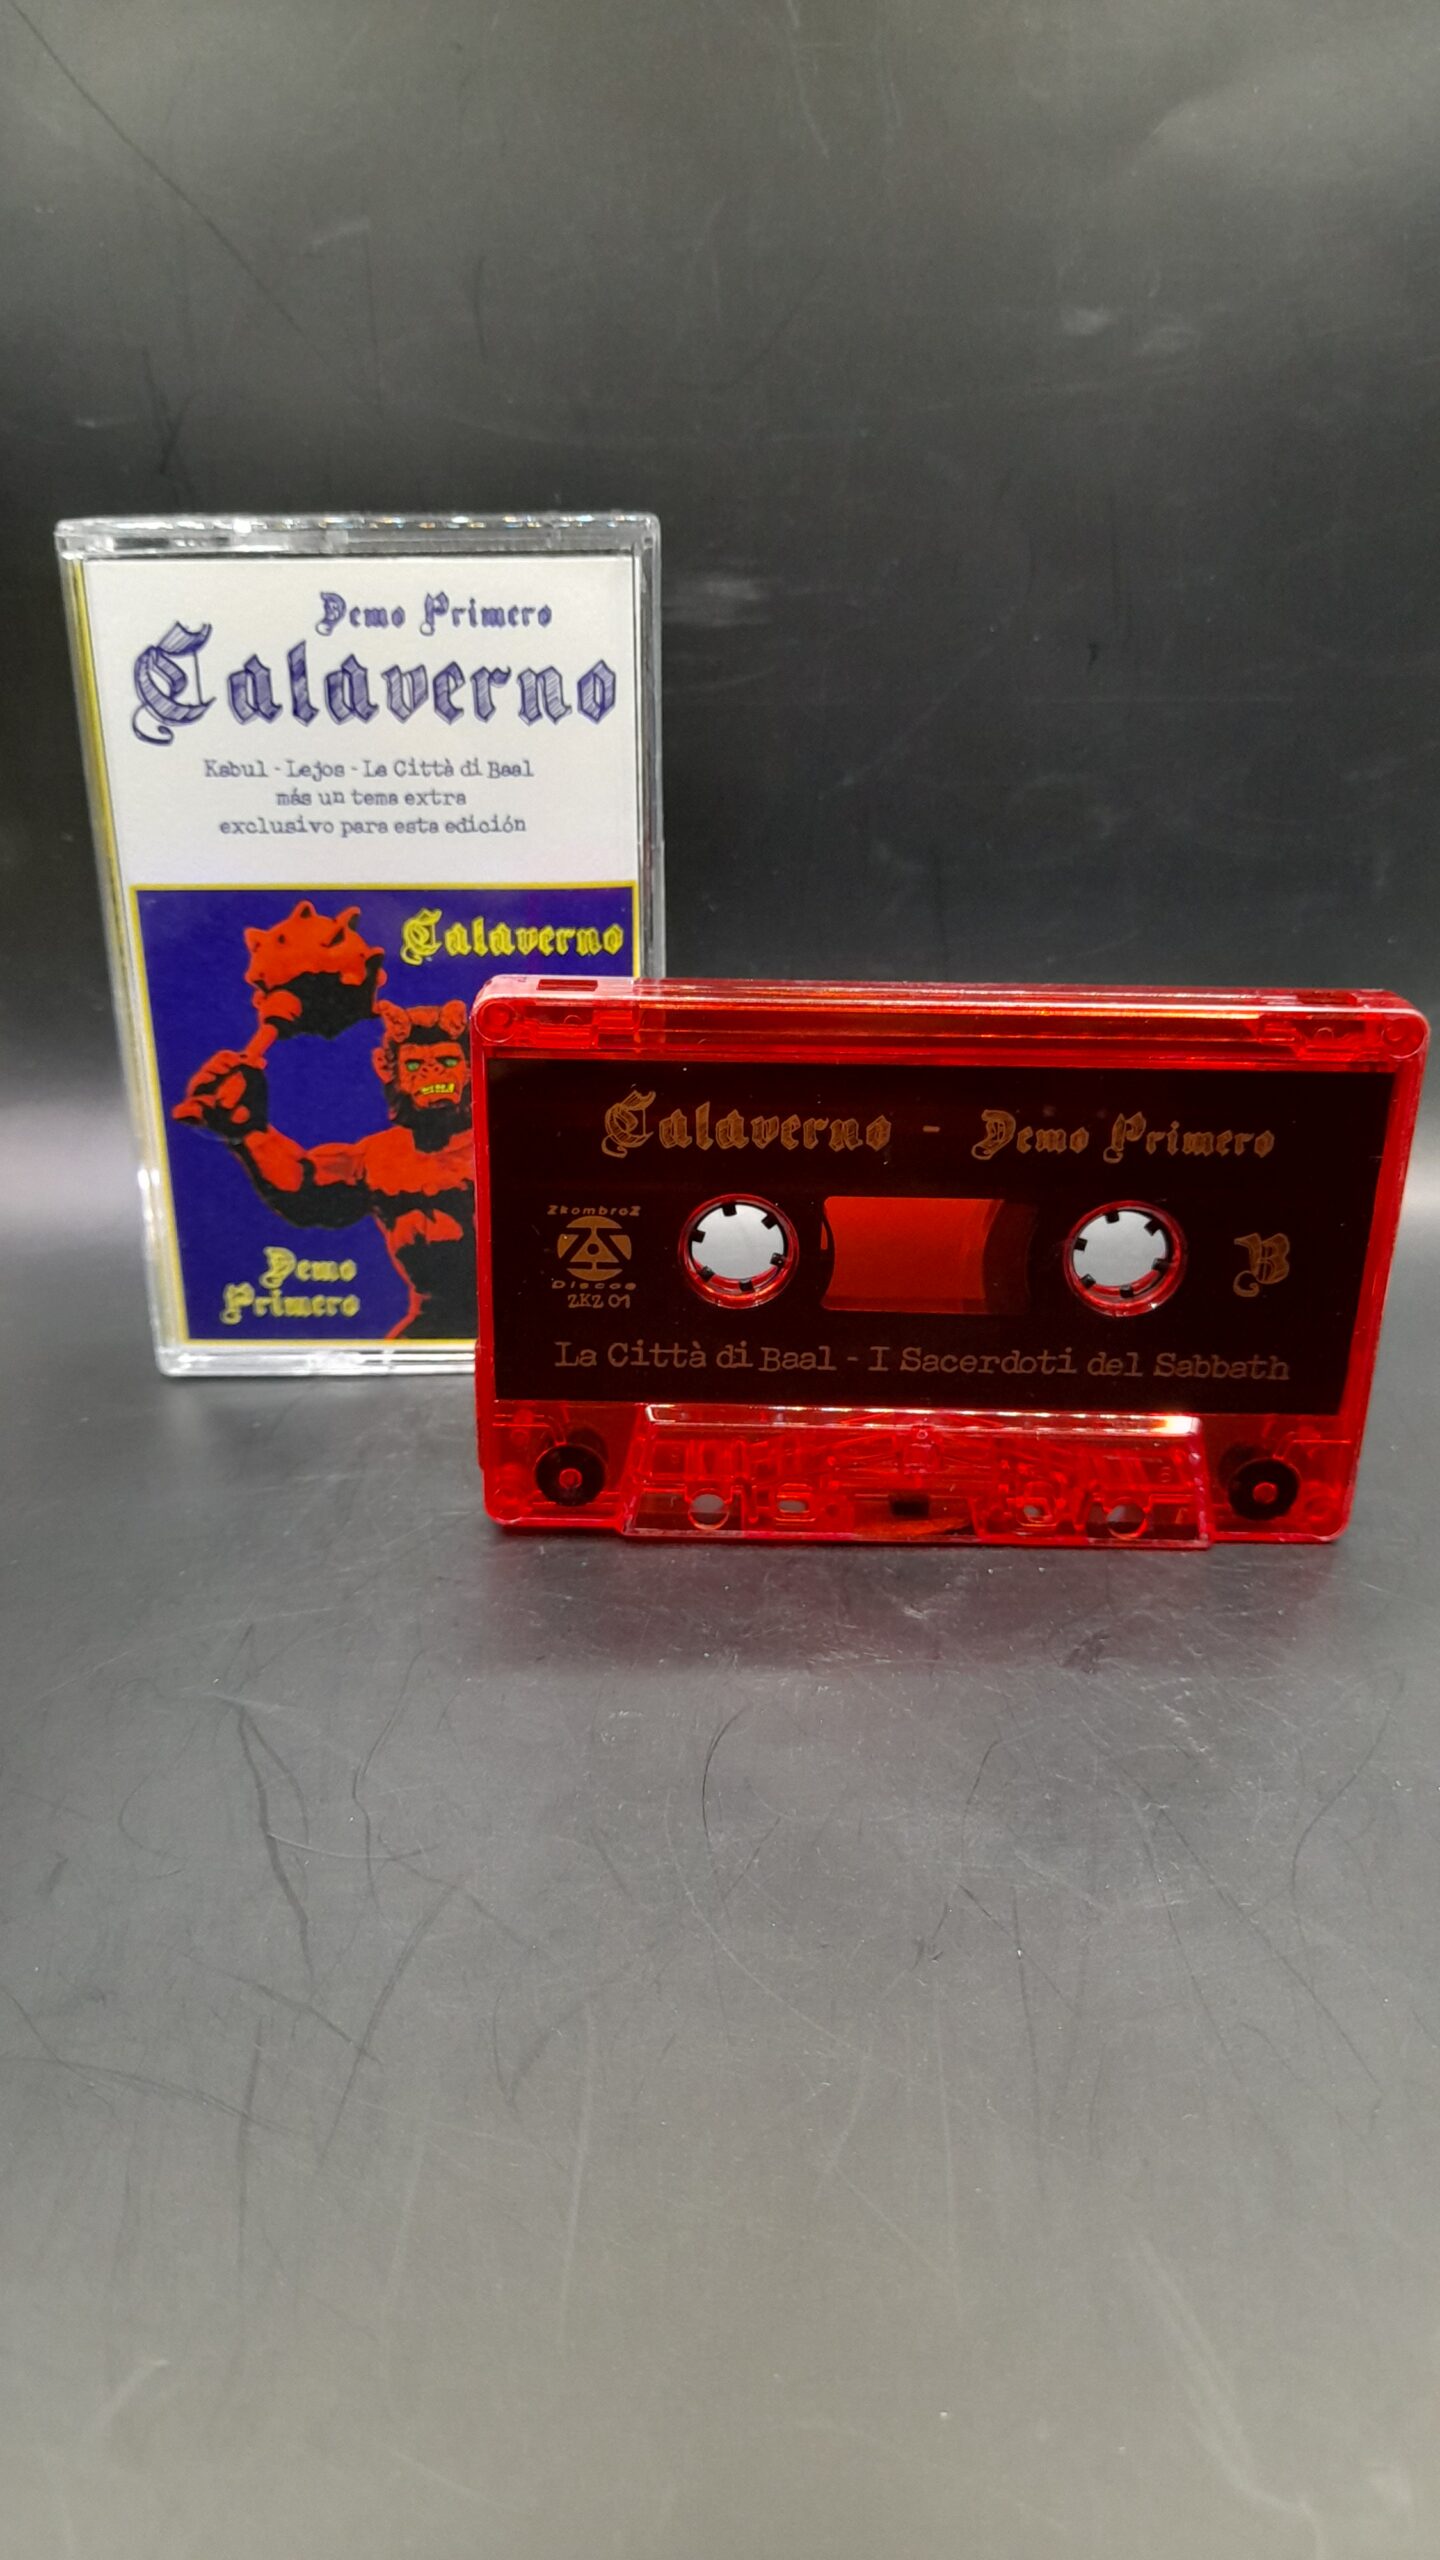 Demo Primero
Calaverno
Kabul - Lejos - La Città di Baal
más un tema extra
exclusivo para esta edición
Calaverno
Demo
Primero
Calaverno - Demo Primero
ZkombroZ
Discos
ZKZ 01
B
La Città di Baal - I Sacerdoti del Sabbath